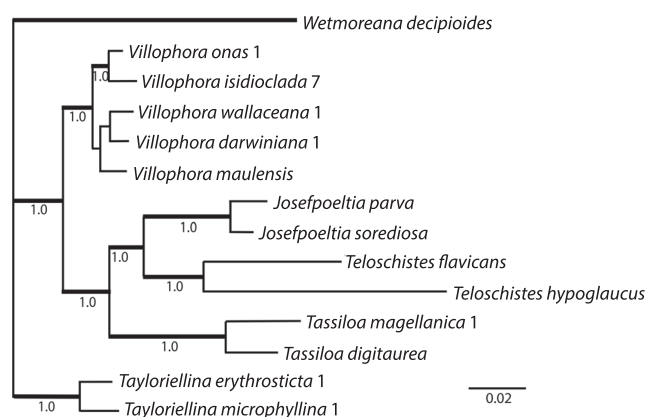 Wetmoreana decipioides
Villophora onas 1
1.0
Villophora isidioclada 7
Villophora wallaceana 1
1.0
Villophora darwiniana 1
Villophora maulensis
Josefpoeltia parva
1.0
1.0
Josefpoeltia sorediosa
1.0
Teloschistes flavicans
1.0
Teloschistes hypoglaucus
1.0
Tassiloa magellanica 1
1.0
Tassiloa digitaurea
Tayloriellina erythrosticta 1
0.02
1.0
Tayloriellina microphyllina 1